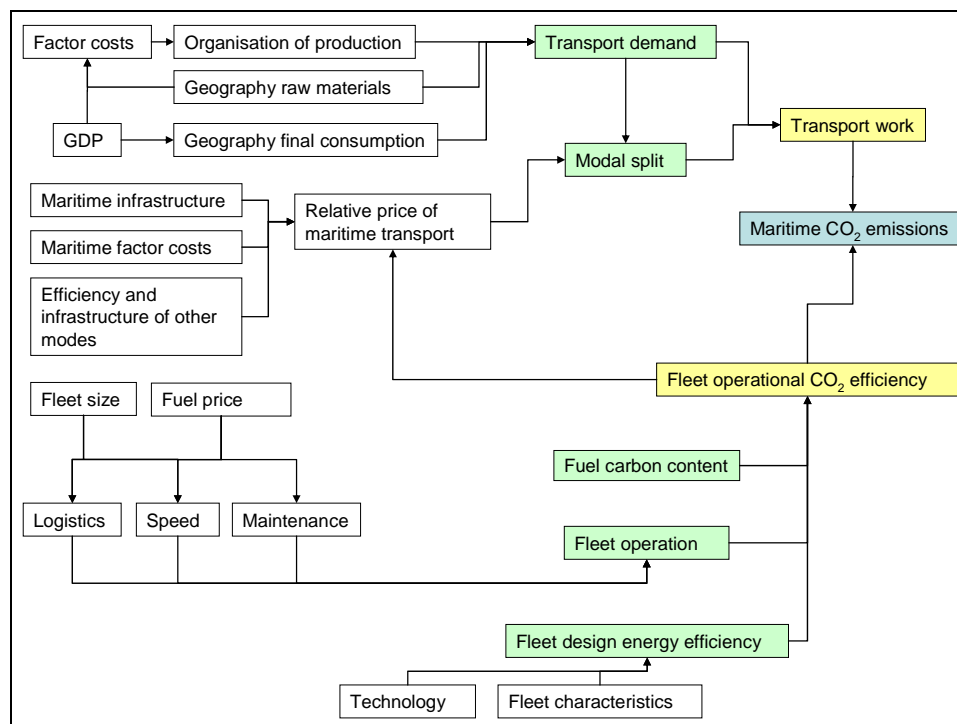 Factor costs
Organisation of production
Transport demand
Geography raw materials
GDP
Geography final consumption
Transport work
Modal split
Maritime infrastructure
Relative price of
maritime transport
Maritime CO₂ emissions
Maritime factor costs
Efficiency and
infrastructure of other
modes
Fleet operational CO₂ efficiency
Fleet size
Fuel price
Fuel carbon content
Logistics
Speed
Maintenance
Fleet operation
Fleet design energy efficiency
Technology
Fleet characteristics